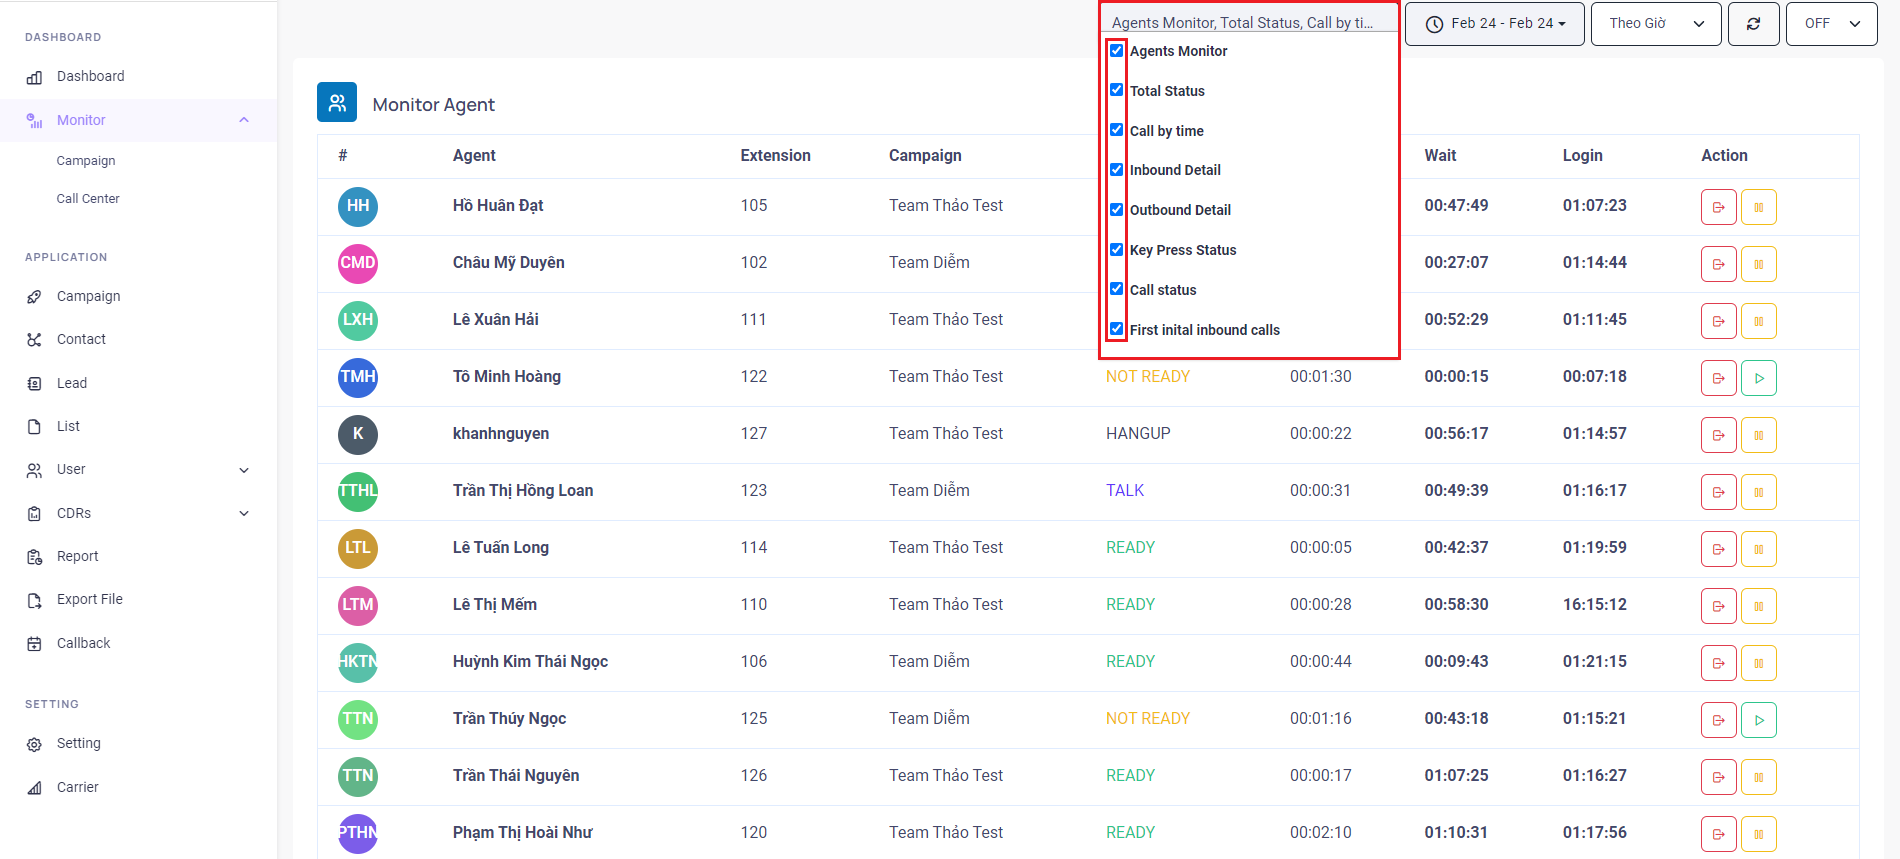 DASHBOARD
Dashboard
Monitor
Campaign
Call Center
APPLICATION
Campaign
Contact
Lead
List
User
CDRs
Report
Export File
Callback
SETTING
Setting
Carrier
Agents Monitor, Total Status, Call by ti...
Feb 24 - Feb 24
Theo Giờ
OFF
Agents Monitor
Total Status
Call by time
Inbound Detail
Outbound Detail
Key Press Status
Call status
First inital inbound calls
Monitor Agent
# Agent Extension Campaign Wait Login Action
HH Hồ Huân Đạt 105 Team Thảo Test 00:47:49 01:07:23
CMD Châu Mỹ Duyên 102 Team Diễm 00:27:07 01:14:44
LXH Lê Xuân Hải 111 Team Thảo Test 00:52:29 01:11:45
TMH Tô Minh Hoàng 122 Team Thảo Test NOT READY 00:01:30 00:00:15 00:07:18
K khanhnguyen 127 Team Thảo Test HANGUP 00:00:22 00:56:17 01:14:57
TTHL Trần Thị Hồng Loan 123 Team Diễm TALK 00:00:31 00:49:39 01:16:17
LTL Lê Tuấn Long 114 Team Thảo Test READY 00:00:05 00:42:37 01:19:59
LTM Lê Thị Mếm 110 Team Thảo Test READY 00:00:28 00:58:30 16:15:12
HKTN Huỳnh Kim Thái Ngọc 106 Team Diễm READY 00:00:44 00:09:43 01:21:15
TTN Trần Thúy Ngọc 125 Team Diễm NOT READY 00:01:16 00:43:18 01:15:21
TTN Trần Thái Nguyên 126 Team Thảo Test READY 00:00:17 01:07:25 01:16:27
PTHN Phạm Thị Hoài Như 120 Team Thảo Test READY 00:02:10 01:10:31 01:17:56